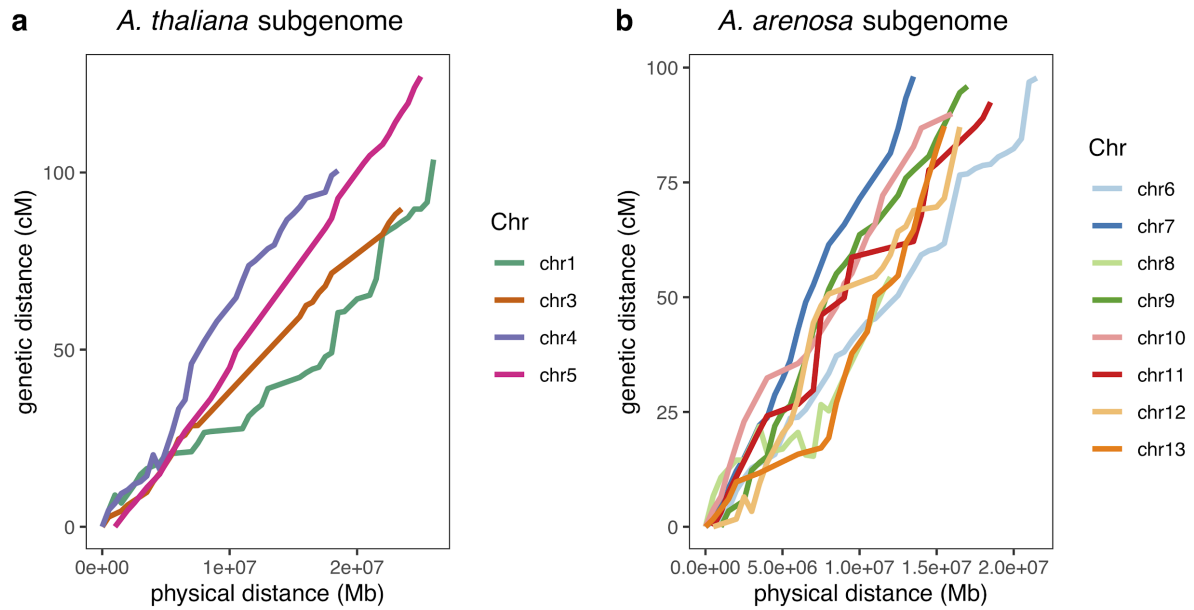 a
A. thaliana subgenome
genetic distance (cM)
100
50
0
0e+00
1e+07
2e+07
physical distance (Mb)
Chr
chr1
chr3
chr4
chr5
b
A. arenosa subgenome
genetic distance (cM)
100
75
50
25
0
0.0e+00
5.0e+06
1.0e+07
1.5e+07
2.0e+07
physical distance (Mb)
Chr
chr6
chr7
chr8
chr9
chr10
chr11
chr12
chr13